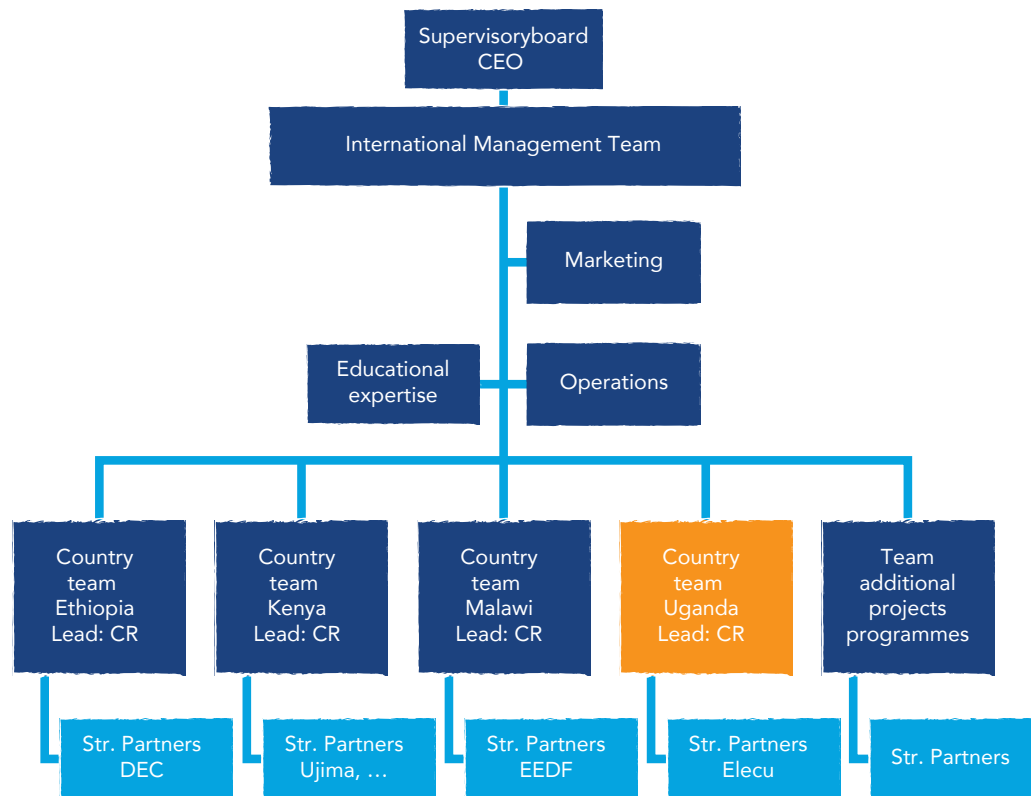 Supervisoryboard
CEO
International Management Team
Marketing
Educational
expertise
Operations
Country
team
Ethiopia
Lead: CR
Country
team
Kenya
Lead: CR
Country
team
Malawi
Lead: CR
Country
team
Uganda
Lead: CR
Team
additional
projects
programmes
Str. Partners
DEC
Str. Partners
Ujima, …
Str. Partners
EEDF
Str. Partners
Elecu
Str. Partners